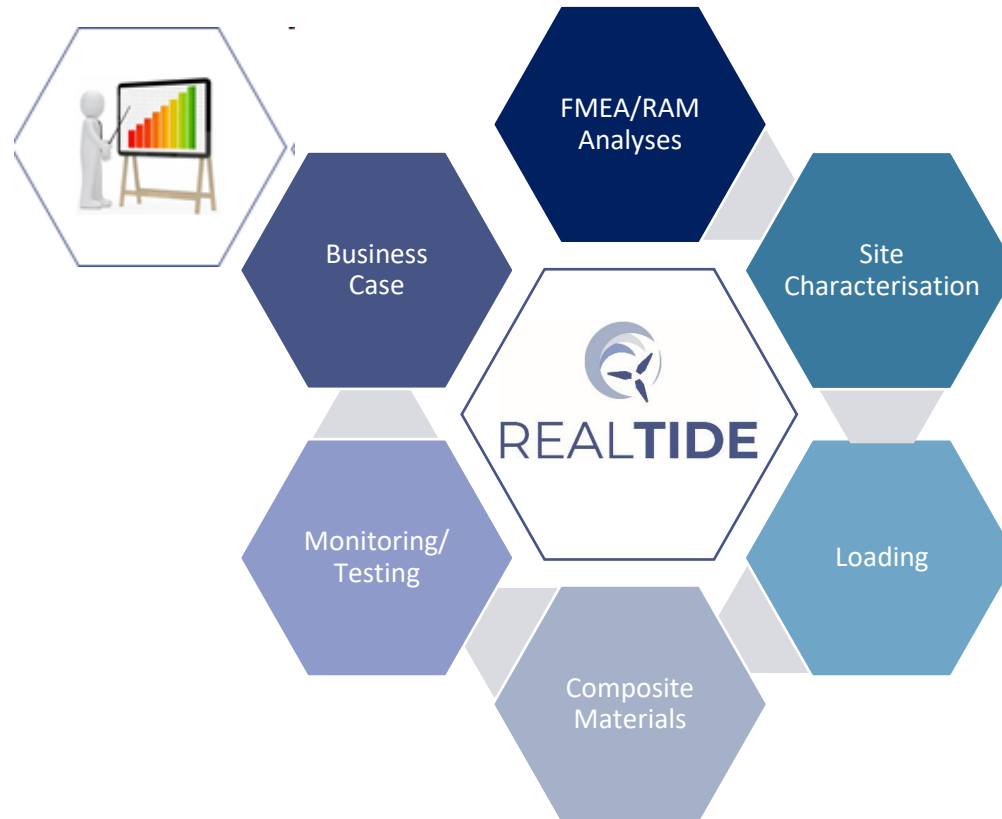 FMEA/RAM
Analyses
Business
Case
Site
Characterisation
REALTIDE
Monitoring/
Testing
Loading
Composite
Materials